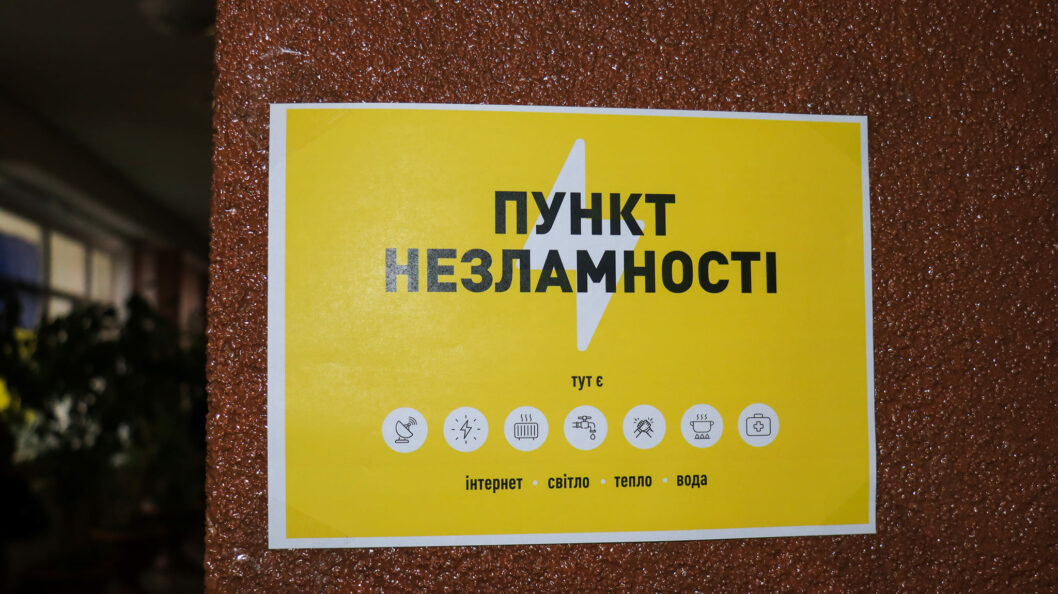 ПУНКТ
НЕЗЛАМНОСТІ
тут є
інтернет • світло • тепло • вода